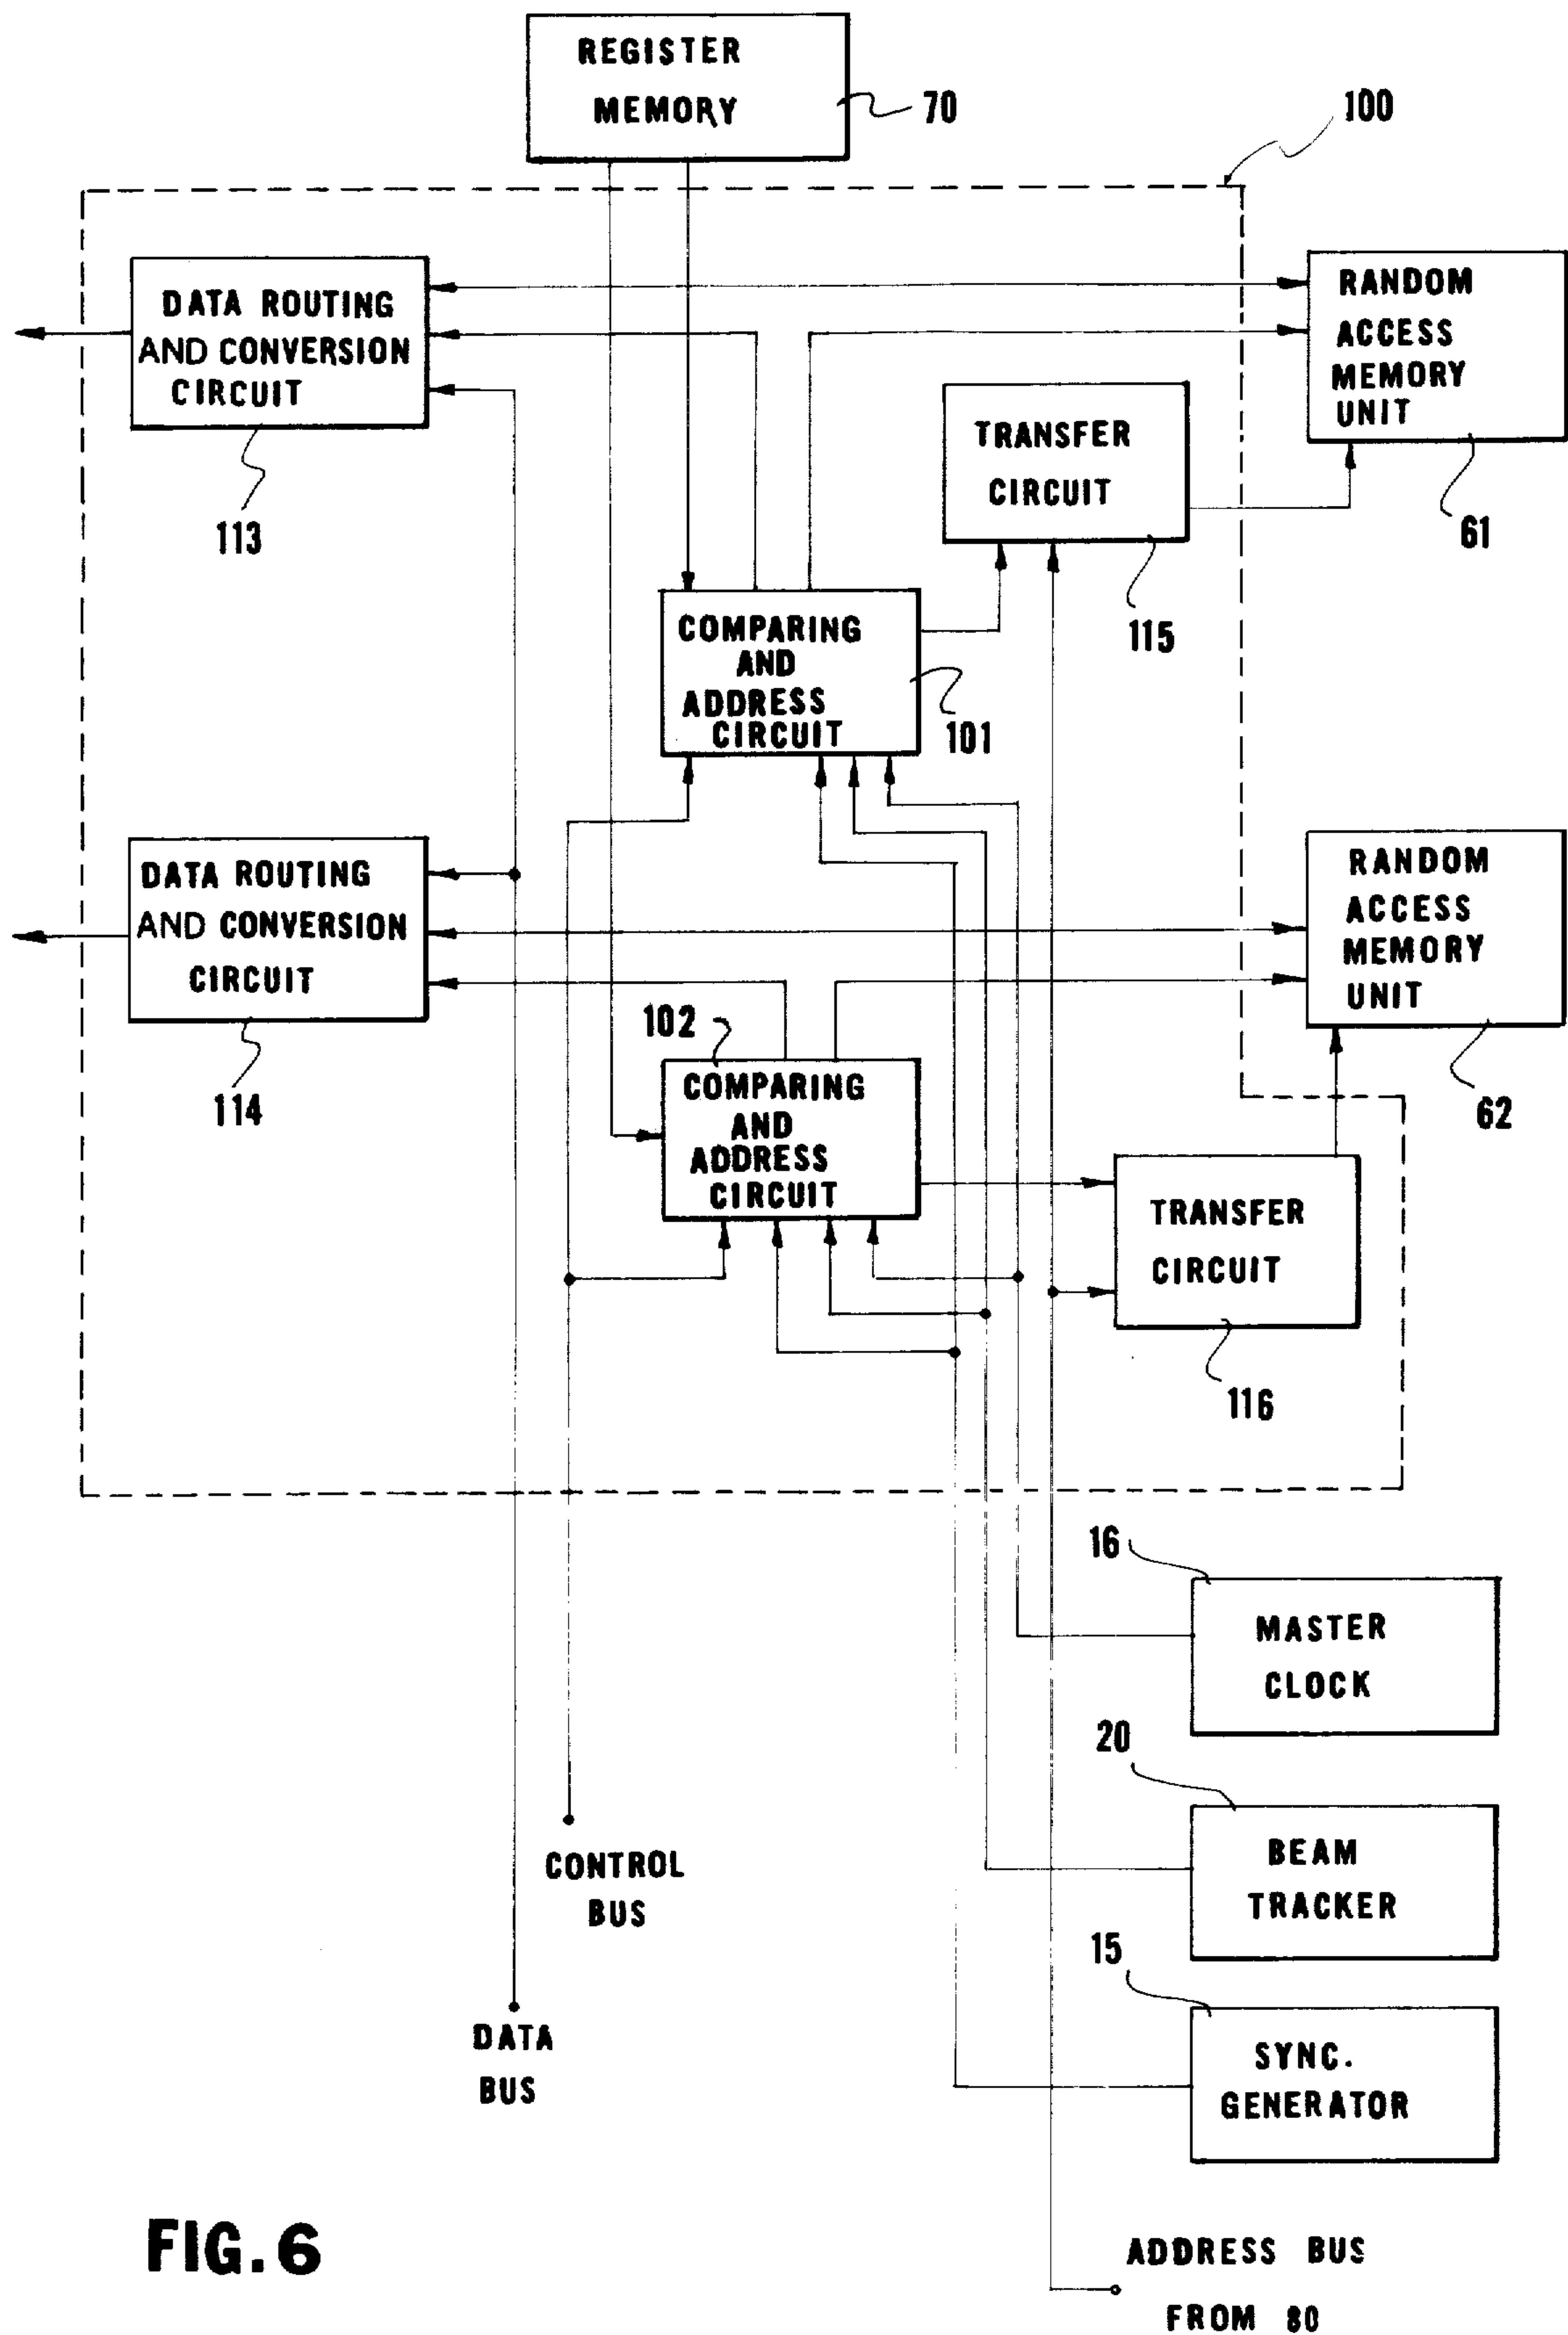 REGISTER
MEMORY
70
100
DATA ROUTING
AND CONVERSION
CIRCUIT
113
RANDOM
ACCESS
MEMORY
UNIT
61
TRANSFER
CIRCUIT
115
COMPARING
AND
ADDRESS
CIRCUIT
101
DATA ROUTING
AND CONVERSION
CIRCUIT
114
RANDOM
ACCESS
MEMORY
UNIT
62
102
COMPARING
AND
ADDRESS
CIRCUIT
TRANSFER
CIRCUIT
116
16
MASTER
CLOCK
20
BEAM
TRACKER
CONTROL
BUS
15
SYNC.
GENERATOR
DATA
BUS
FIG. 6
ADDRESS BUS
FROM 80